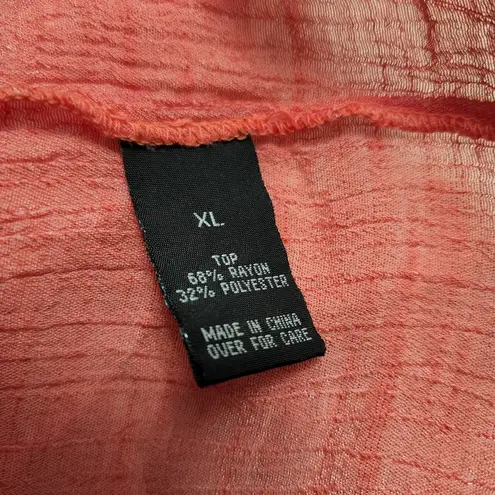 XL
TOP
68% RAYON
32% POLYESTER
MADE IN CHINA
OVER FOR CARE